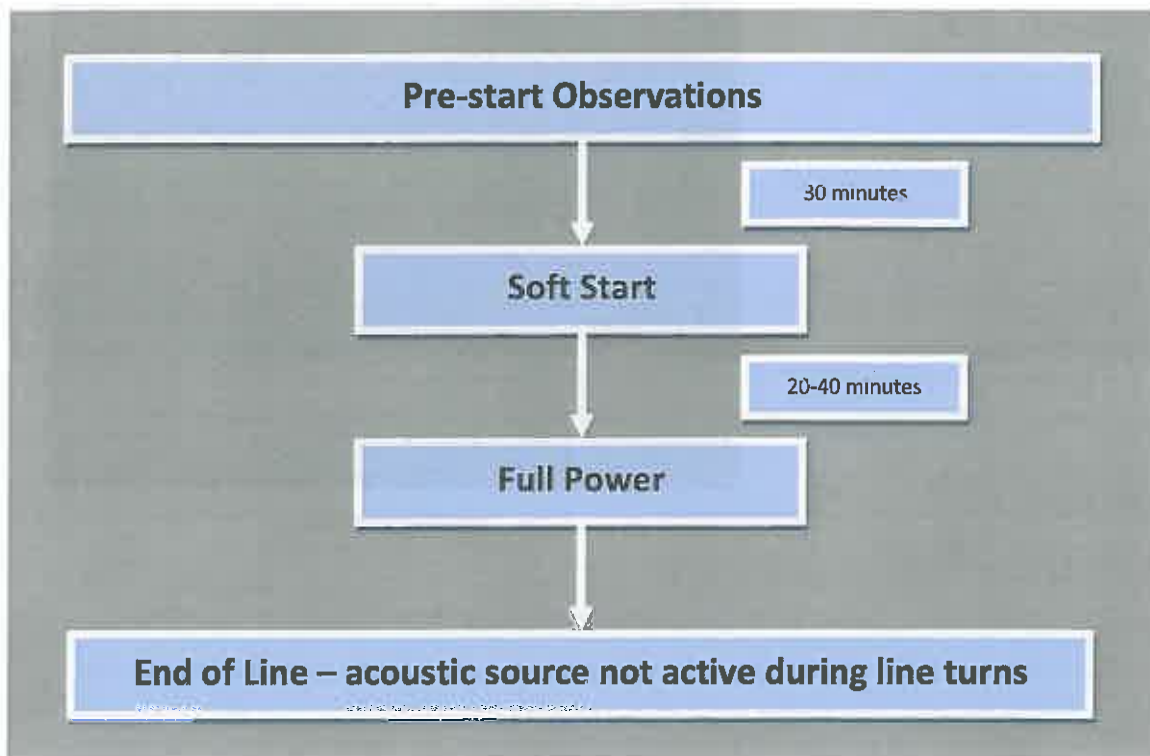 Pre-start Observations
30 minutes
Soft Start
20-40 minutes
Full Power
End of Line – acoustic source not active during line turns